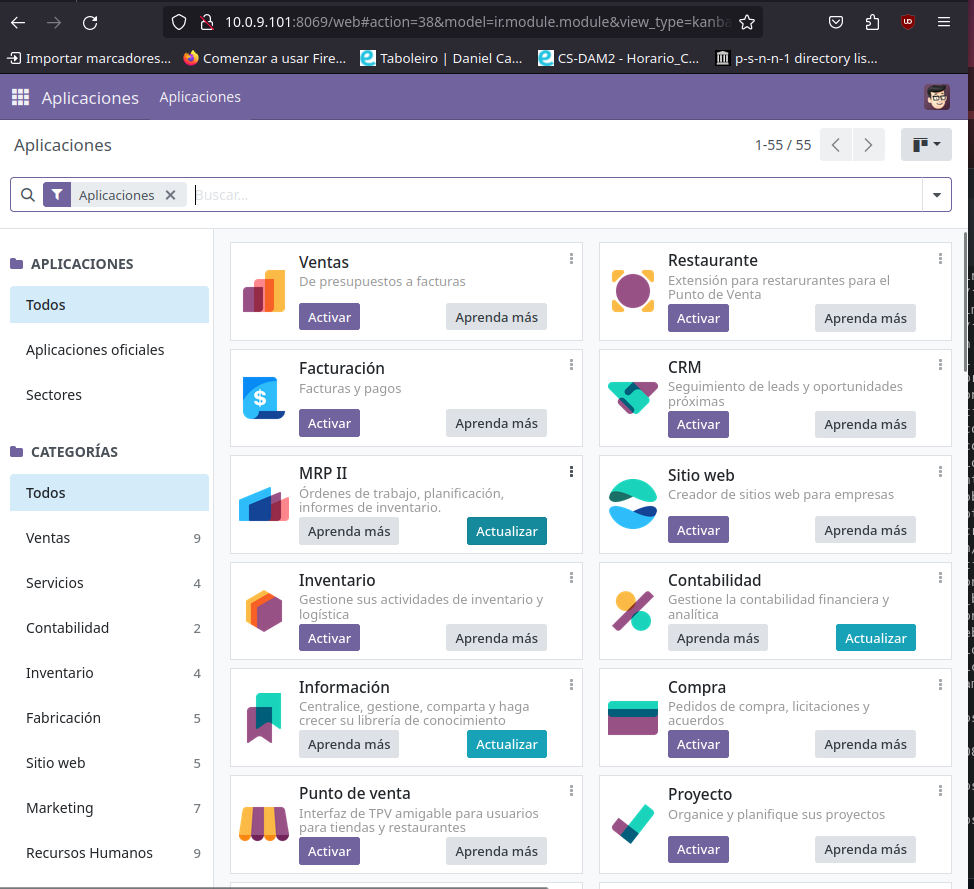 10.0.9.101:8069/web#action=38&model=ir.module.module&view_type=kanba
Importar marcadores...
Comenzar a usar Fire...
Taboleiro | Daniel Ca...
CS-DAM2 - Horario_C...
p-s-n-n-1 directory lis...
Aplicaciones
Aplicaciones
Aplicaciones
1-55 / 55
Aplicaciones
Buscar...
APLICACIONES
Todos
Aplicaciones oficiales
Sectores
CATEGORÍAS
Todos
Ventas 9
Servicios 4
Contabilidad 2
Inventario 4
Fabricación 5
Sitio web 5
Marketing 7
Recursos Humanos 9
Ventas
De presupuestos a facturas
Activar
Aprenda más
Restaurante
Extensión para restarurantes para el
Punto de Venta
Activar
Aprenda más
Facturación
Facturas y pagos
Activar
Aprenda más
CRM
Seguimiento de leads y oportunidades
próximas
Activar
Aprenda más
MRP II
Órdenes de trabajo, planificación,
informes de inventario.
Aprenda más
Actualizar
Sitio web
Creador de sitios web para empresas
Activar
Aprenda más
Inventario
Gestione sus actividades de inventario y
logística
Activar
Aprenda más
Contabilidad
Gestione la contabilidad financiera y
analítica
Aprenda más
Actualizar
Información
Centralice, gestione, comparta y haga
crecer su librería de conocimiento
Aprenda más
Actualizar
Compra
Pedidos de compra, licitaciones y
acuerdos
Activar
Aprenda más
Punto de venta
Interfaz de TPV amigable para usuarios
para tiendas y restaurantes
Activar
Aprenda más
Proyecto
Organice y planifique sus proyectos
Activar
Aprenda más